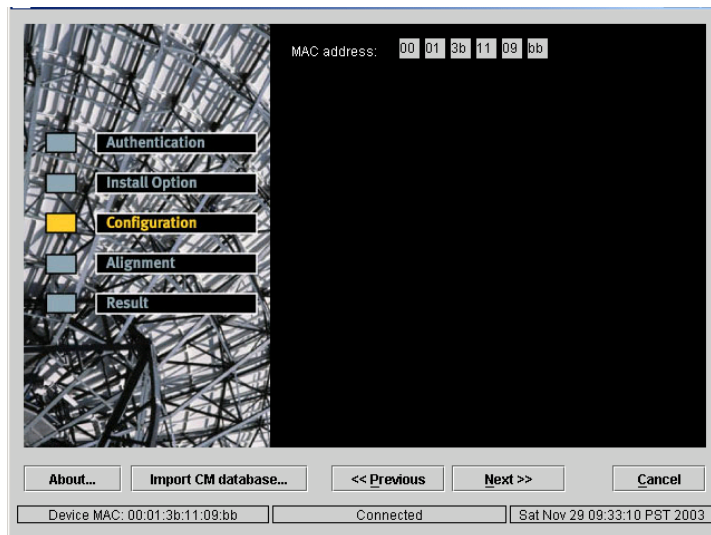 MAC address: 00 01 3b 11 09 bb
Authentication
Install Option
Configuration
Alignment
Result
About... Import CM database... << Previous Next >> Cancel
Device MAC: 00:01:3b:11:09:bb Connected Sat Nov 29 09:33:10 PST 2003